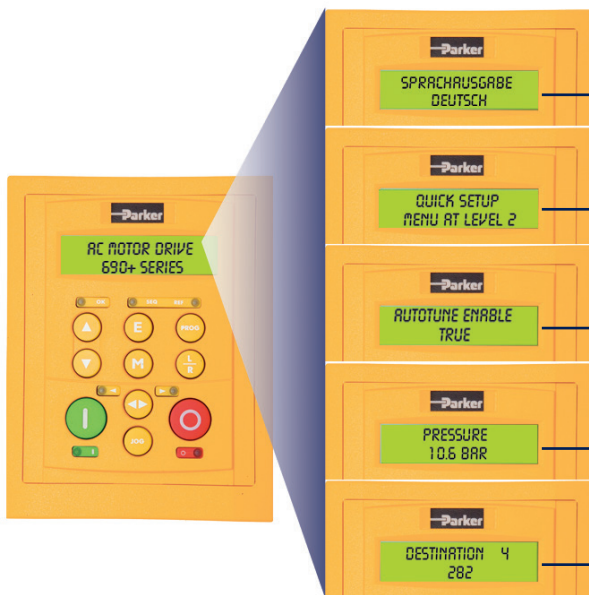 Parker
AC MOTOR DRIVE
690+ SERIES
OK
SEQ REF
E
PROG
M
L
R
JOG
Parker
SPRACHAUSGABE
DEUTSCH
Parker
QUICK SETUP
MENU AT LEVEL 2
Parker
AUTOTUNE ENABLE
TRUE
Parker
PRESSURE
10.6 BAR
Parker
DESTINATION 4
282